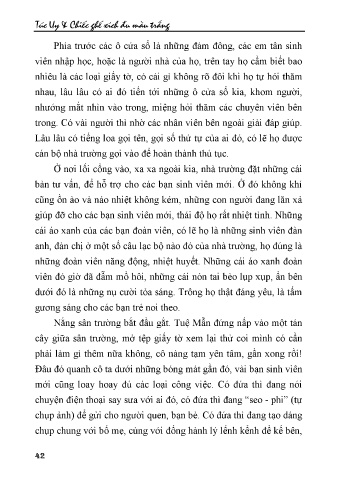 Túc Uy & Chiếc ghế xích đu màu trắng
Phía trước các ô cửa sổ là những đám đông, các em tân sinh
viên nhập học, hoặc là người nhà của họ, trên tay họ cầm biết bao
nhiêu là các loại giấy tờ, có cái gì không rõ đôi khi họ tự hỏi thăm
nhau, lâu lâu có ai đó tiến tới những ô cửa sổ kia, khom người,
nhướng mắt nhìn vào trong, miệng hỏi thăm các chuyên viên bên
trong. Có vài người thì nhờ các nhân viên bên ngoài giải đáp giúp.
Lâu lâu có tiếng loa gọi tên, gọi số thứ tự của ai đó, có lẽ họ được
cán bộ nhà trường gọi vào để hoàn thành thủ tục.
Ở nơi lối cổng vào, xa xa ngoài kia, nhà trường đặt những cái
bàn tư vấn, để hỗ trợ cho các bạn sinh viên mới. Ở đó không khí
cũng ồn ào và náo nhiệt không kém, những con người đang lăn xả
giúp đỡ cho các bạn sinh viên mới, thái độ họ rất nhiệt tình. Những
cái áo xanh của các bạn đoàn viên, có lẽ họ là những sinh viên đàn
anh, đàn chị ở một số câu lạc bộ nào đó của nhà trường, họ đúng là
những đoàn viên năng động, nhiệt huyết. Những cái áo xanh đoàn
viên đó giờ đã đẫm mồ hôi, những cái nón tai bèo lụp xụp, ẩn bên
dưới đó là những nụ cười tỏa sáng. Trông họ thật đáng yêu, là tấm
gương sáng cho các bạn trẻ noi theo.
Nắng sân trường bắt đầu gắt. Tuệ Mẫn đứng nấp vào một tán
cây giữa sân trường, mở tệp giấy tờ xem lại thử coi mình có cần
phải làm gì thêm nữa không, cô nàng tạm yên tâm, gần xong rồi!
Đâu đó quanh cô ta dưới những bóng mát gần đó, vài bạn sinh viên
mới cũng loay hoay đủ các loại công việc. Có đứa thì đang nói
chuyện điện thoại say sưa với ai đó, có đứa thì đang “seo - phi” (tự
chụp ảnh) để gửi cho người quen, bạn bè. Có đứa thì đang tạo dáng
chụp chung với bố mẹ, cùng với đống hành lý lềnh kềnh để kế bên,
42